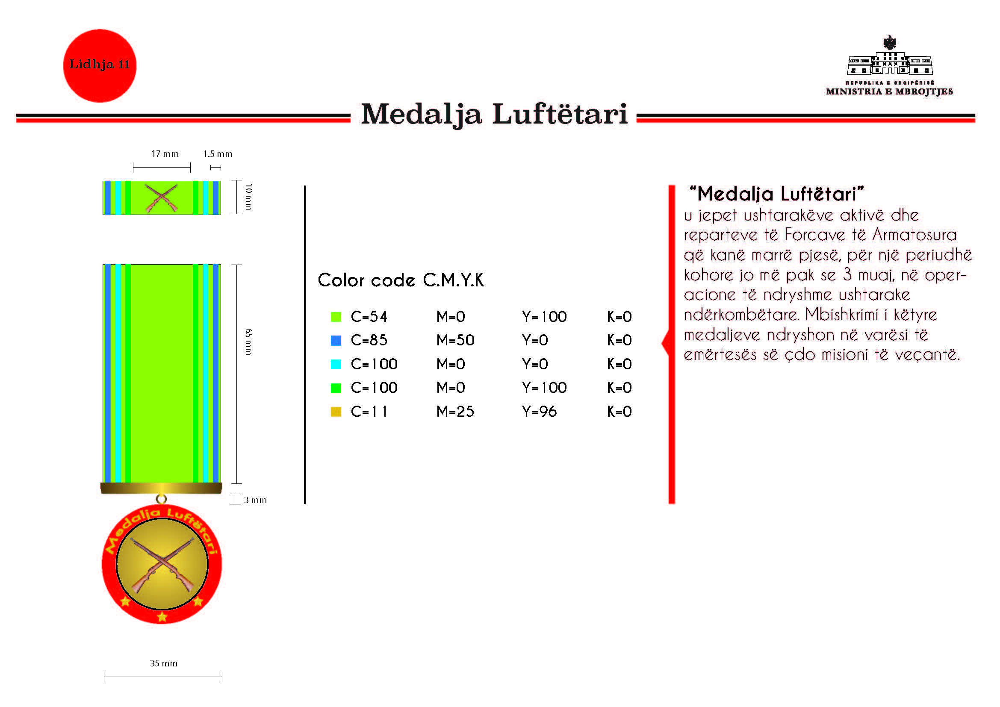 Lidhja 11
REPUBLIKA E SHQIPËRISË
MINISTRIA E MBROJTJES
Medalja Luftëtari
17 mm
1.5 mm
10 mm
65 mm
3 mm
Medalja Luftëtari
35 mm
Color code C.M.Y.K
C=54 M=0 Y=100 K=0
C=85 M=50 Y=0 K=0
C=100 M=0 Y=0 K=0
C=100 M=0 Y=100 K=0
C=11 M=25 Y=96 K=0
“Medalja Luftëtari”
u jepet ushtarakëve aktivë dhe
reparteve të Forcave të Armatosura
që kanë marrë pjesë, për një periudhë
kohore jo më pak se 3 muaj, në oper-
acione të ndryshme ushtarake
ndërkombëtare. Mbishkrimi i këtyre
medaljeve ndryshon në varësi të
emërtesës së çdo misioni të veçantë.